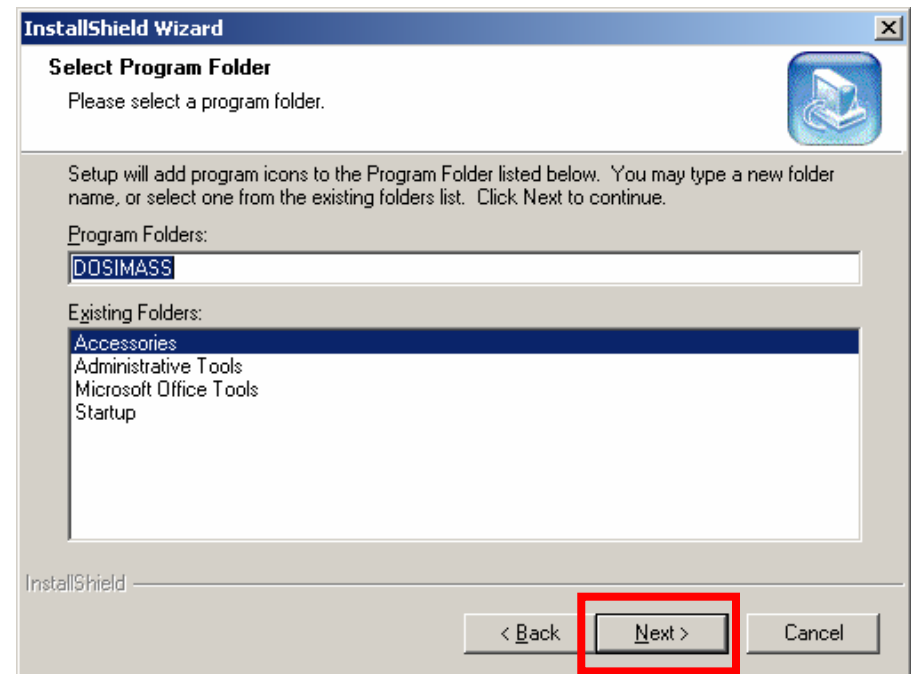 InstallShield Wizard
Select Program Folder
Please select a program folder.
Setup will add program icons to the Program Folder listed below.  You may type a new folder
name, or select one from the existing folders list.  Click Next to continue.
Program Folders:
DOSIMASS
Existing Folders:
Accessories
Administrative Tools
Microsoft Office Tools
Startup
InstallShield
< Back
Next >
Cancel